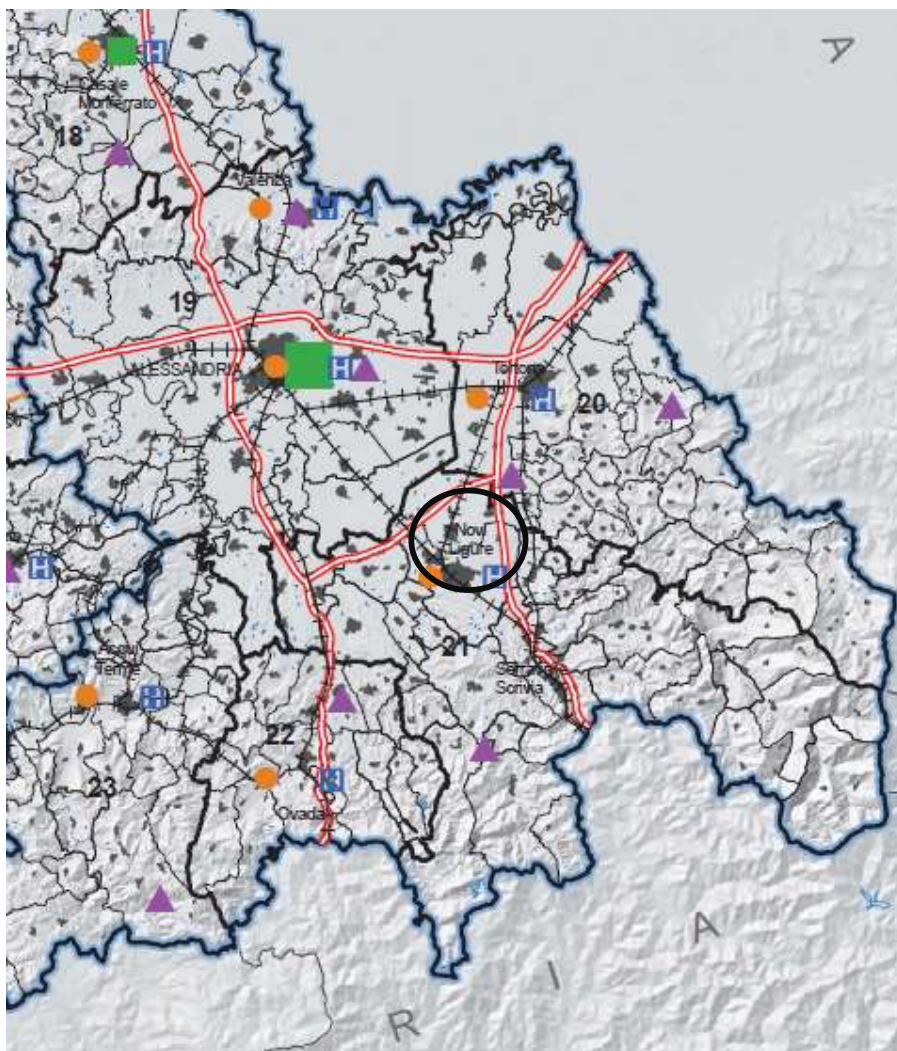 A
Casale
Monferrato
18
H
Valenza
H
19
ALESSANDRIA
H
Tortona
H
20
Novi
Ligure
H
H
21
Acqui
Terme
H
Serravalle
Scrivia
22
23
H
Ovada
R I A